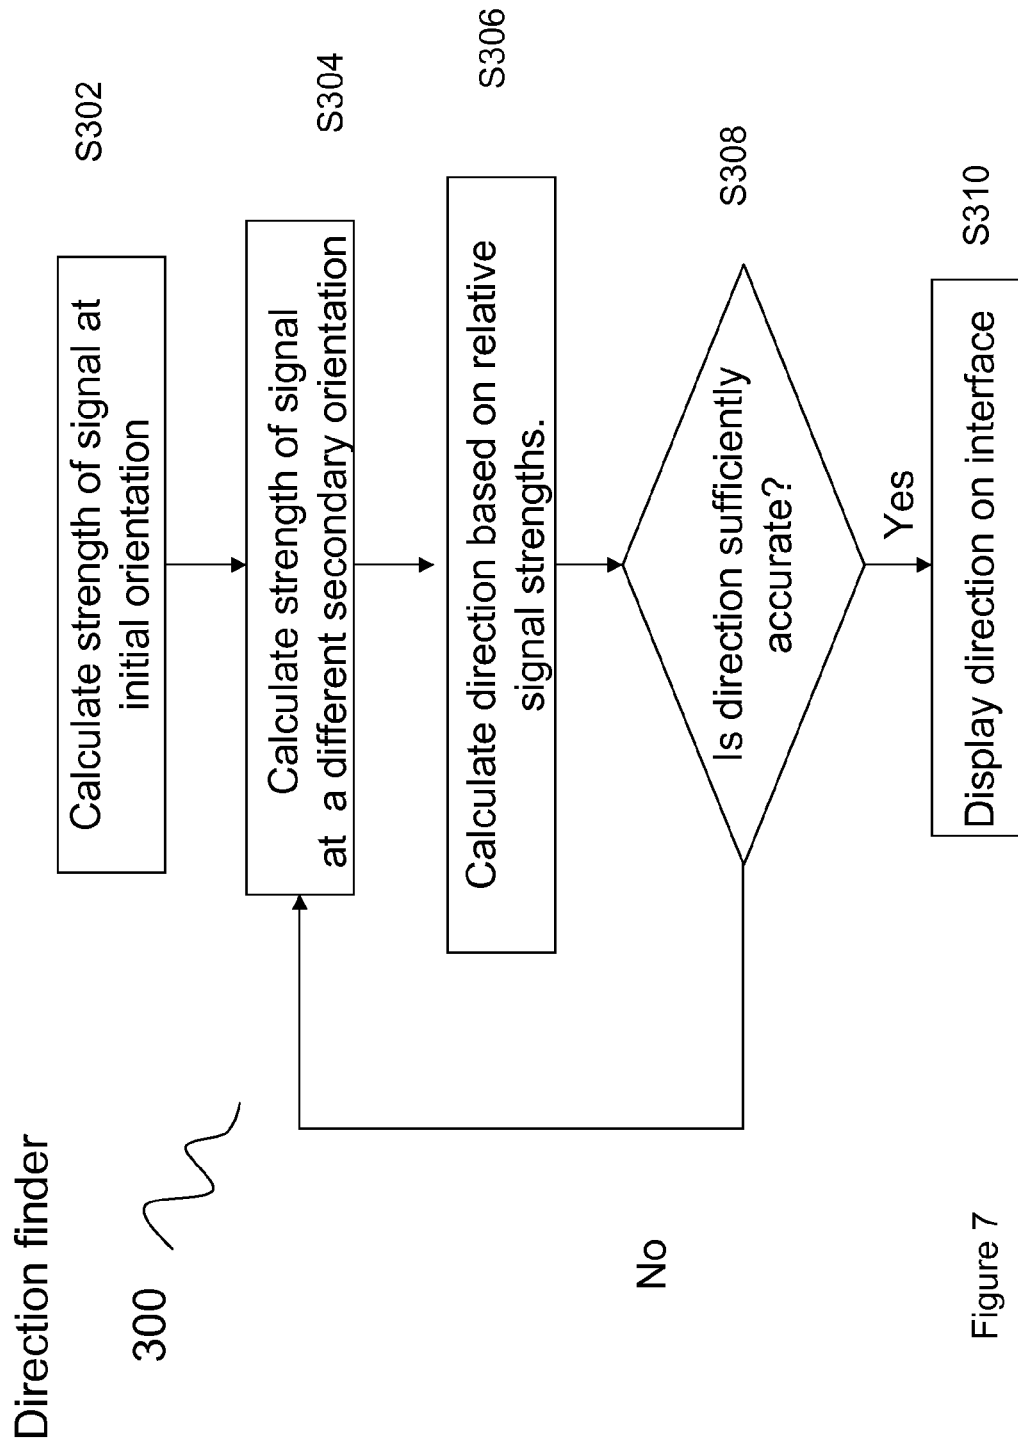 Direction finder
300
Calculate strength of signal at
initial orientation
S302
Calculate strength of signal
at a different secondary orientation
S304
Calculate direction based on relative
signal strengths.
S306
Is direction sufficiently
accurate?
S308
No
Yes
Display direction on interface
S310
Figure 7